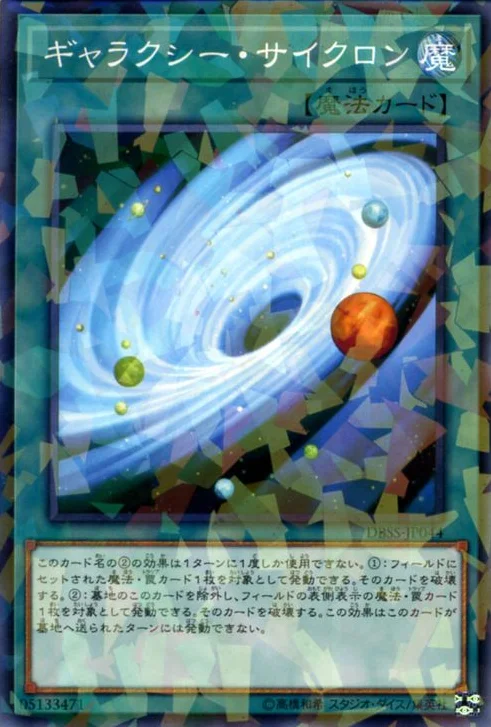 ギャラクシー・サイクロン 魔
【魔法カード】
DBSS-JP044
このカード名の②の効果は1ターンに1度しか使用できない。①：フィールドに
セットされた魔法・罠カード1枚を対象として発動できる。そのカードを破壊
する。②：墓地のこのカードを除外し、フィールドの表側表示の魔法・罠カード
1枚を対象として発動できる。そのカードを破壊する。この効果はこのカードが
墓地へ送られたターンには発動できない。
05133471 ©高橋和希 スタジオ・ダイス/集英社